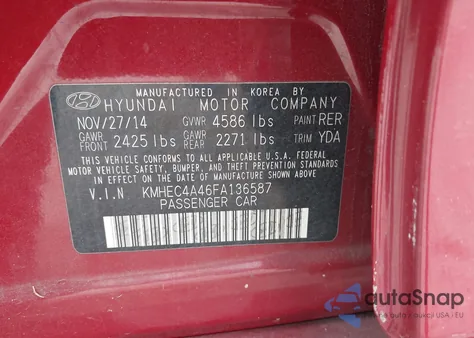 MANUFACTURED IN KOREA BY
HYUNDAI MOTOR COMPANY
NOV/27/14 GVWR 4586 lbs PAINT RER
GAWR FRONT 2425 lbs GAWR REAR 2271 lbs TRIM YDA
THIS VEHICLE CONFORMS TO ALL APPLICABLE U.S.A. FEDERAL
MOTOR VEHICLE SAFETY, BUMPER, AND THEFT PREVENTION
STANDARDS IN EFFECT ON THE DATE OF MANUFACTURE SHOWN ABOVE.
V.I.N KMHEC4A46FA136587
PASSENGER CAR
autoSnap